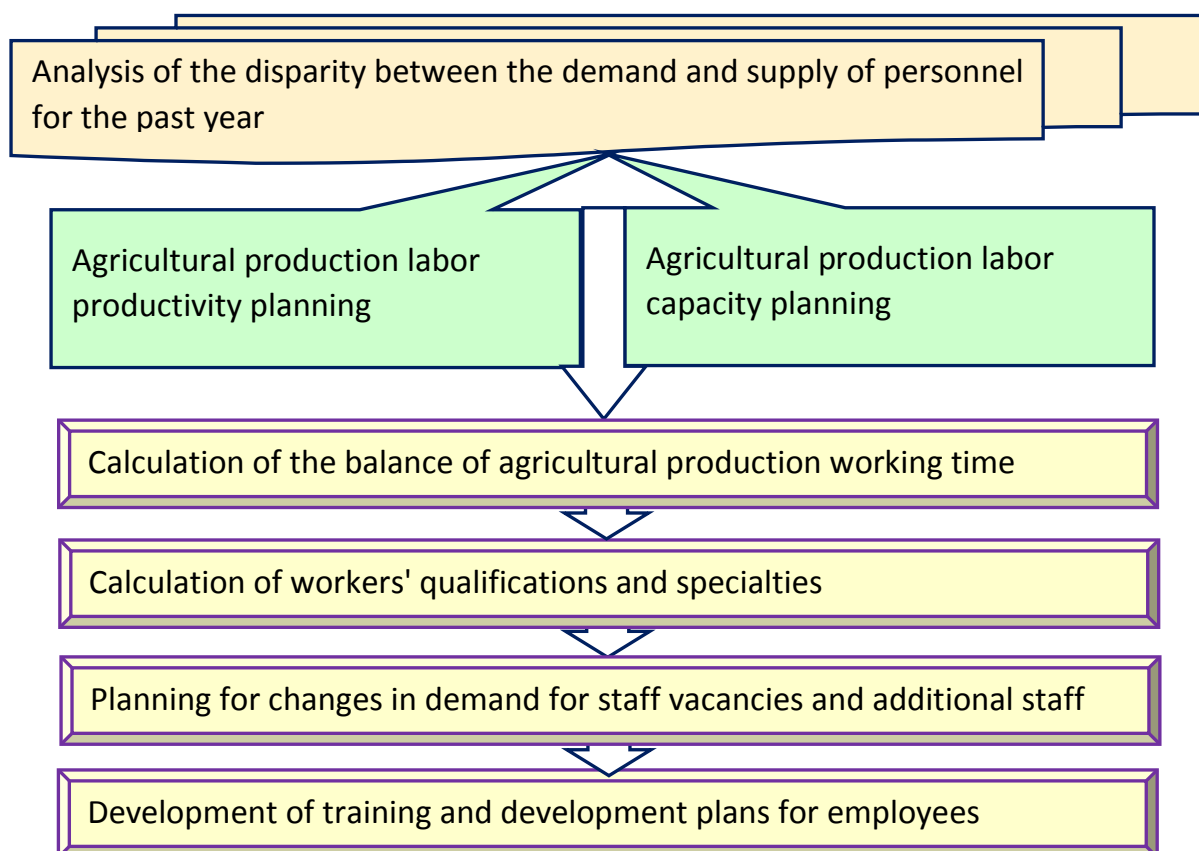 Analysis of the disparity between the demand and supply of personnel
for the past year
Agricultural production labor
productivity planning
Agricultural production labor
capacity planning
Calculation of the balance of agricultural production working time
Calculation of workers' qualifications and specialties
Planning for changes in demand for staff vacancies and additional staff
Development of training and development plans for employees